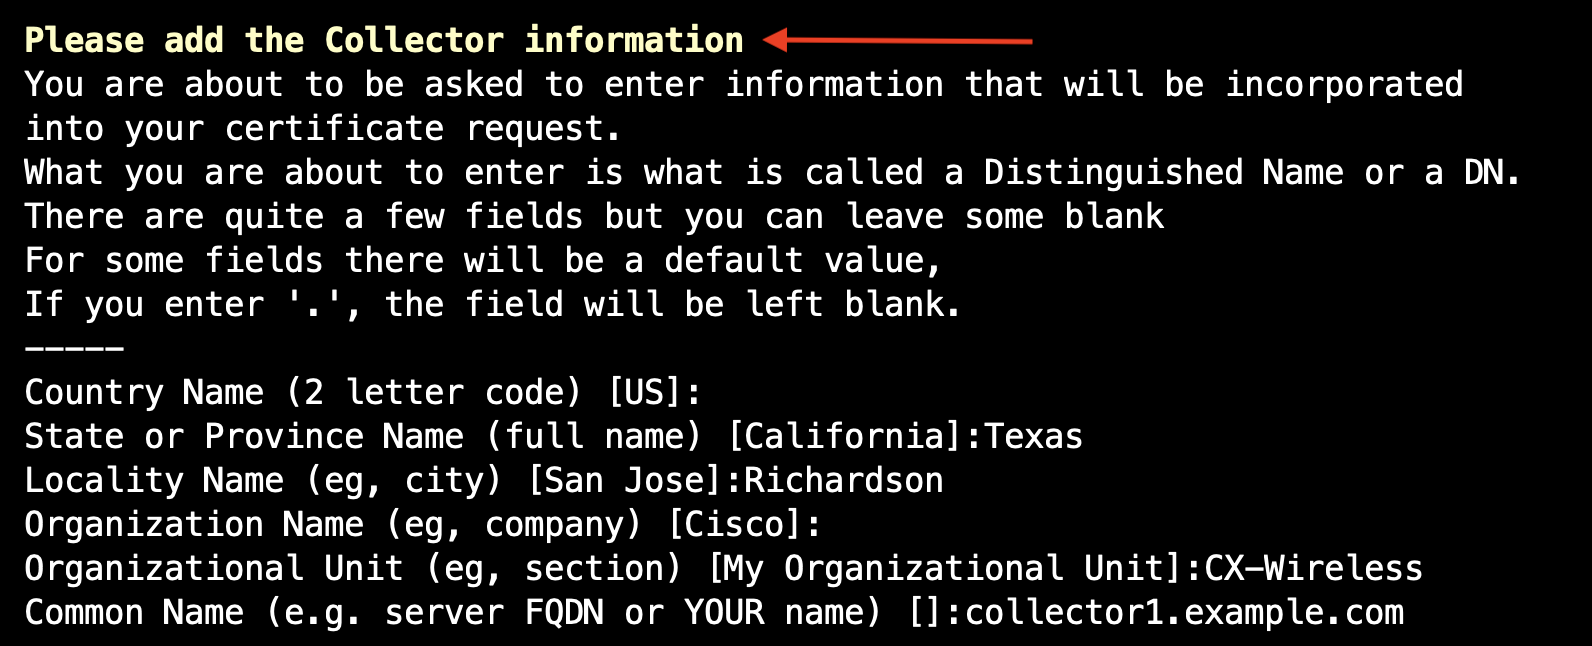 Please add the Collector information
You are about to be asked to enter information that will be incorporated
into your certificate request.
What you are about to enter is what is called a Distinguished Name or a DN.
There are quite a few fields but you can leave some blank
For some fields there will be a default value,
If you enter '.', the field will be left blank.
-----
Country Name (2 letter code) [US]:
State or Province Name (full name) [California]:Texas
Locality Name (eg, city) [San Jose]:Richardson
Organization Name (eg, company) [Cisco]:
Organizational Unit (eg, section) [My Organizational Unit]:CX-Wireless
Common Name (e.g. server FQDN or YOUR name) []:collector1.example.com